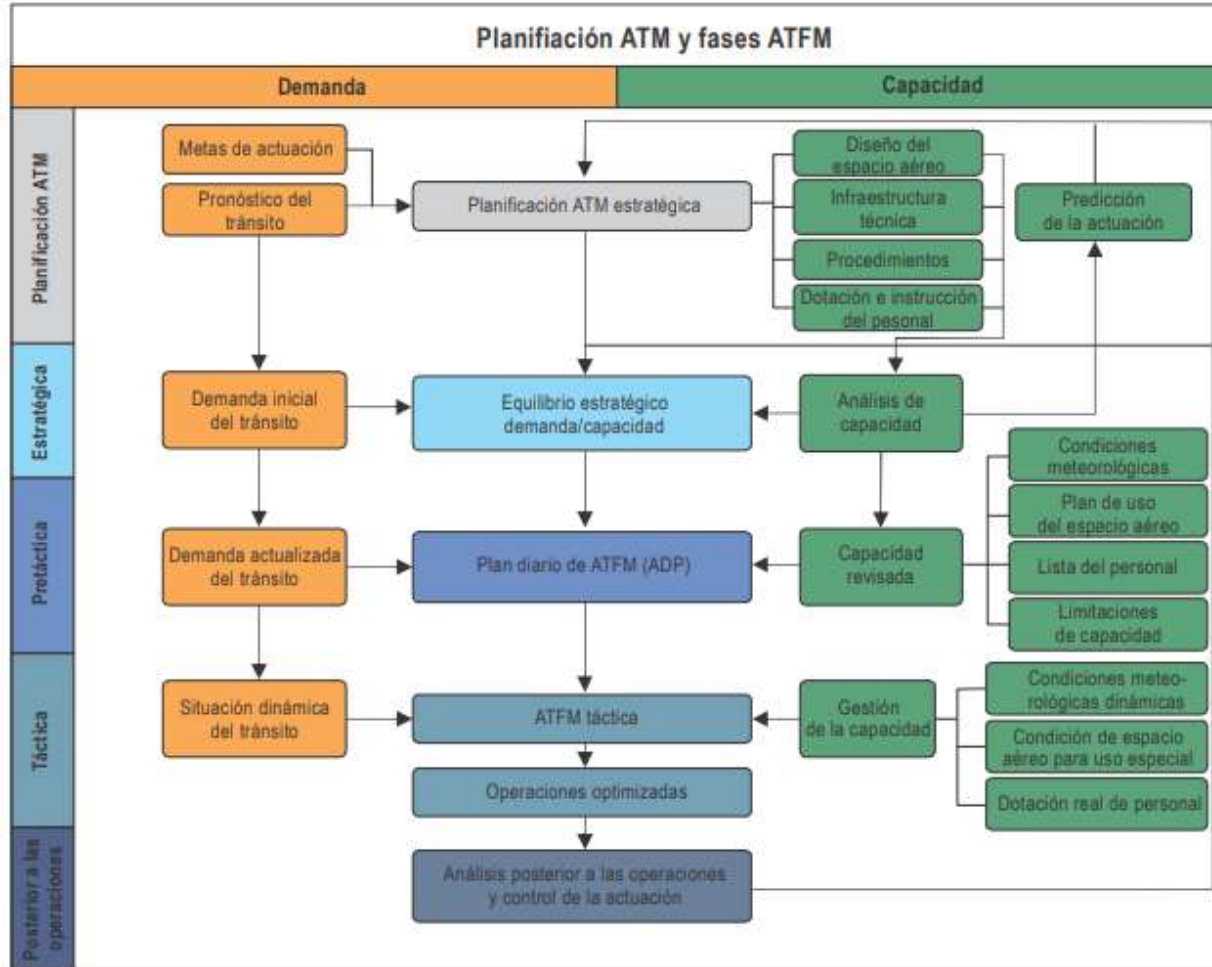 Planifiación ATM y fases ATFM
Demanda
Capacidad
Planificación ATM
Metas de actuación
Pronóstico del
tránsito
Planificación ATM estratégica
Diseño del
espacio aéreo
Infraestructura
técnica
Procedimientos
Dotación e instrucción
del pesonal
Predicción
de la actuación
Estratégica
Demanda inicial
del tránsito
Equilibrio estratégico
demanda/capacidad
Análisis de
capacidad
Pretáctica
Demanda actualizada
del tránsito
Plan diario de ATFM (ADP)
Capacidad
revisada
Condiciones
meteorológicas
Plan de uso
del espacio aéreo
Lista del personal
Limitaciones
de capacidad
Táctica
Situación dinámica
del tránsito
ATFM táctica
Gestión
de la capacidad
Condiciones meteo-
rológicas dinámicas
Condición de espacio
aéreo para uso especial
Dotación real de personal
Operaciones optimizadas
Posterior a las
operaciones
Análisis posterior a las operaciones
y control de la actuación